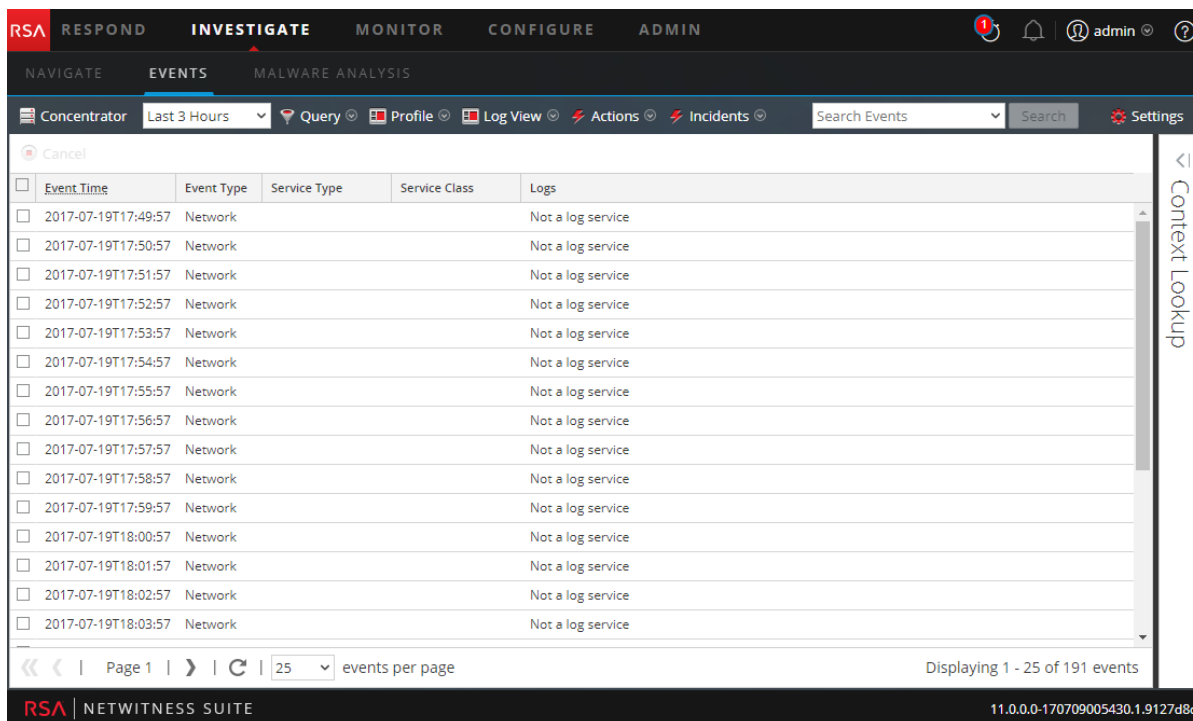 RSA RESPOND INVESTIGATE MONITOR CONFIGURE ADMIN 1 admin ?
NAVIGATE EVENTS MALWARE ANALYSIS
Concentrator Last 3 Hours Query Profile Log View Actions Incidents Search Events Search Settings
Cancel
Event Time Event Type Service Type Service Class Logs
2017-07-19T17:49:57 Network Not a log service
2017-07-19T17:50:57 Network Not a log service
2017-07-19T17:51:57 Network Not a log service
2017-07-19T17:52:57 Network Not a log service
2017-07-19T17:53:57 Network Not a log service
2017-07-19T17:54:57 Network Not a log service
2017-07-19T17:55:57 Network Not a log service
2017-07-19T17:56:57 Network Not a log service
2017-07-19T17:57:57 Network Not a log service
2017-07-19T17:58:57 Network Not a log service
2017-07-19T17:59:57 Network Not a log service
2017-07-19T18:00:57 Network Not a log service
2017-07-19T18:01:57 Network Not a log service
2017-07-19T18:02:57 Network Not a log service
2017-07-19T18:03:57 Network Not a log service
Context Lookup
Page 1 25 events per page Displaying 1 - 25 of 191 events
RSA NETWITNESS SUITE 11.0.0.0-170709005430.1.9127d8